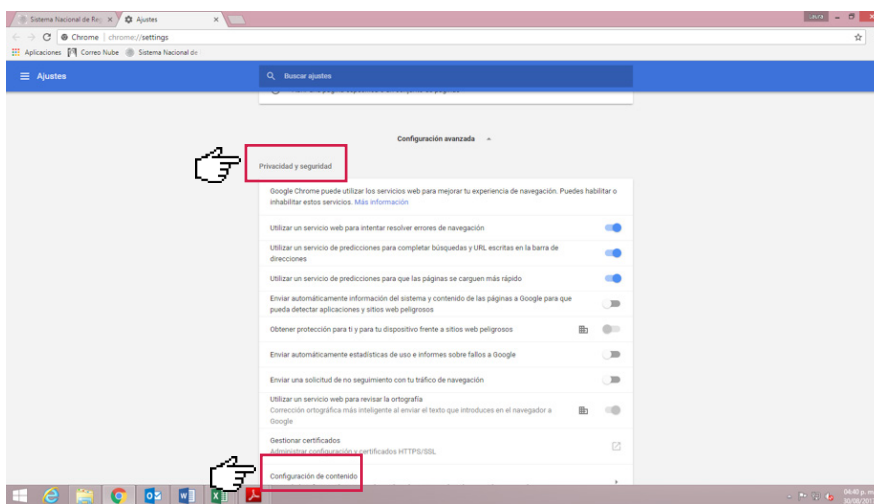 Sistema Nacional de Re
Ajustes
Chrome | chrome://settings
Aplicaciones Correo Nube Sistema Nacional de
Ajustes
Buscar ajustes
Configuración avanzada
Privacidad y seguridad
Google Chrome puede utilizar los servicios web para mejorar tu experiencia de navegación. Puedes habilitar o
inhabilitar estos servicios. Más información
Utilizar un servicio web para intentar resolver errores de navegación
Utilizar un servicio de predicciones para completar búsquedas y URL escritas en la barra de
direcciones
Utilizar un servicio de predicciones para que las páginas se carguen más rápido
Enviar automáticamente información del sistema y contenido de las páginas a Google para que
pueda detectar aplicaciones y sitios web peligrosos
Obtener protección para ti y para tu dispositivo frente a sitios web peligrosos
Enviar automáticamente estadísticas de uso e informes sobre fallos a Google
Enviar una solicitud de no seguimiento con tu tráfico de navegación
Utilizar un servicio web para revisar la ortografía
Corrección ortográfica más inteligente al enviar el texto que introduces en el navegador a
Google
Gestionar certificados
Administrar configuración y certificados HTTPS/SSL
Configuración de contenido
04:40 p. m.
30/08/2017